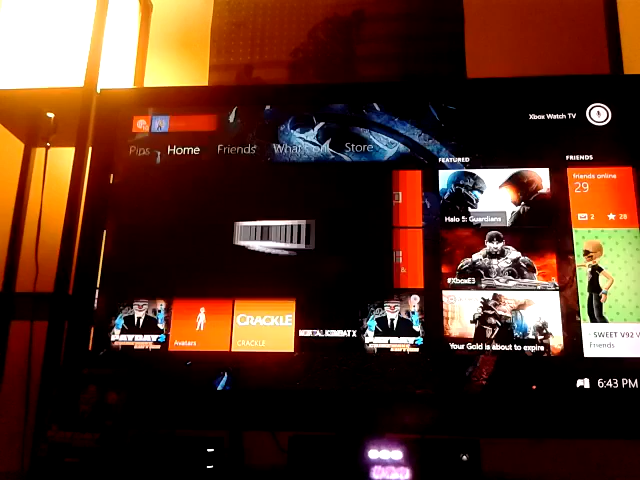 Xbox Watch TV
Pins Home Friends What's on Store
FEATURED
FRIENDS
friends online
29
2 28
Halo 5: Guardians
#XboxE3
PAYDAY 2
Avatars
CRACKLE
CRACKLE
MORTAL KOMBAT X
PAYDAY 2
Your Gold is about to expire
SWEET V92 V
Friends
6:43 PM